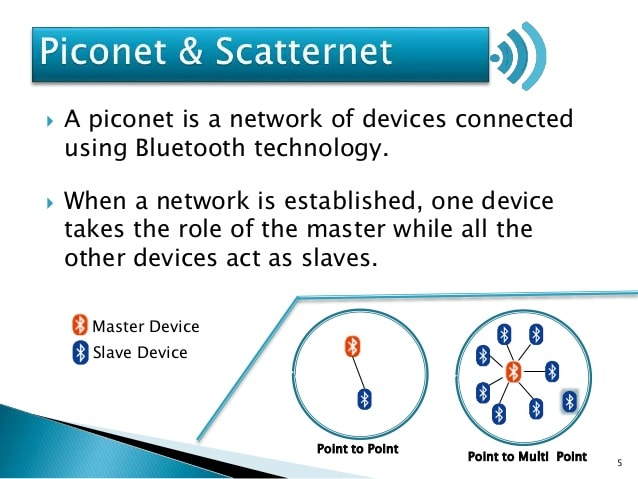 Piconet & Scatternet
A piconet is a network of devices connected
using Bluetooth technology.
When a network is established, one device
takes the role of the master while all the
other devices act as slaves.
Master Device
Slave Device
Point to Point
Point to Multi Point
5